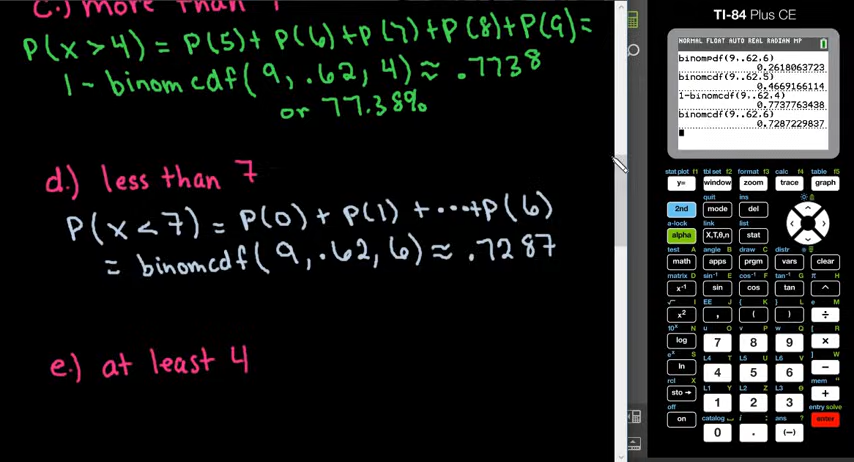 c.) more than
P(x > 4) = P(5) + P(6) + P(7) + P(8) + P(9) =
1 - binomcdf(9, .62, 4) ≈ .7738
or 77.38%
d.) less than 7
P(x < 7) = P(0) + P(1) + ··· + P(6)
= binomcdf(9, .62, 6) ≈ .7287
e.) at least 4
TI-84 Plus CE
NORMAL FLOAT AUTO REAL RADIAN MP
binompdf(9,.62,6)
0.2618063723
binomcdf(9,.62,5)
0.4669166114
1-binomcdf(9,.62,4)
0.7737763438
binomcdf(9,.62,6)
0.7287229837
stat plot f1 tbl set f2 format f3 calc f4 table f5
y= window zoom trace graph
quit ins
2nd mode del
a-lock link list
alpha X,T,θ,n stat
test A angle B draw C distr
math apps prgm vars clear
matrix D sin⁻¹ E cos⁻¹ F tan⁻¹ G π H
x⁻¹ sin cos tan ^
√ I EE J { K } L e M
x² , ( ) ÷
10ˣ N u O v P w Q [ R
log 7 8 9 ×
eˣ S L4 T L5 U L6 V ] W
ln 4 5 6 −
rcl X L1 Y L2 Z L3 θ mem "
sto→ 1 2 3 +
off catalog i : ans ? entry solve
on 0 . (−) enter